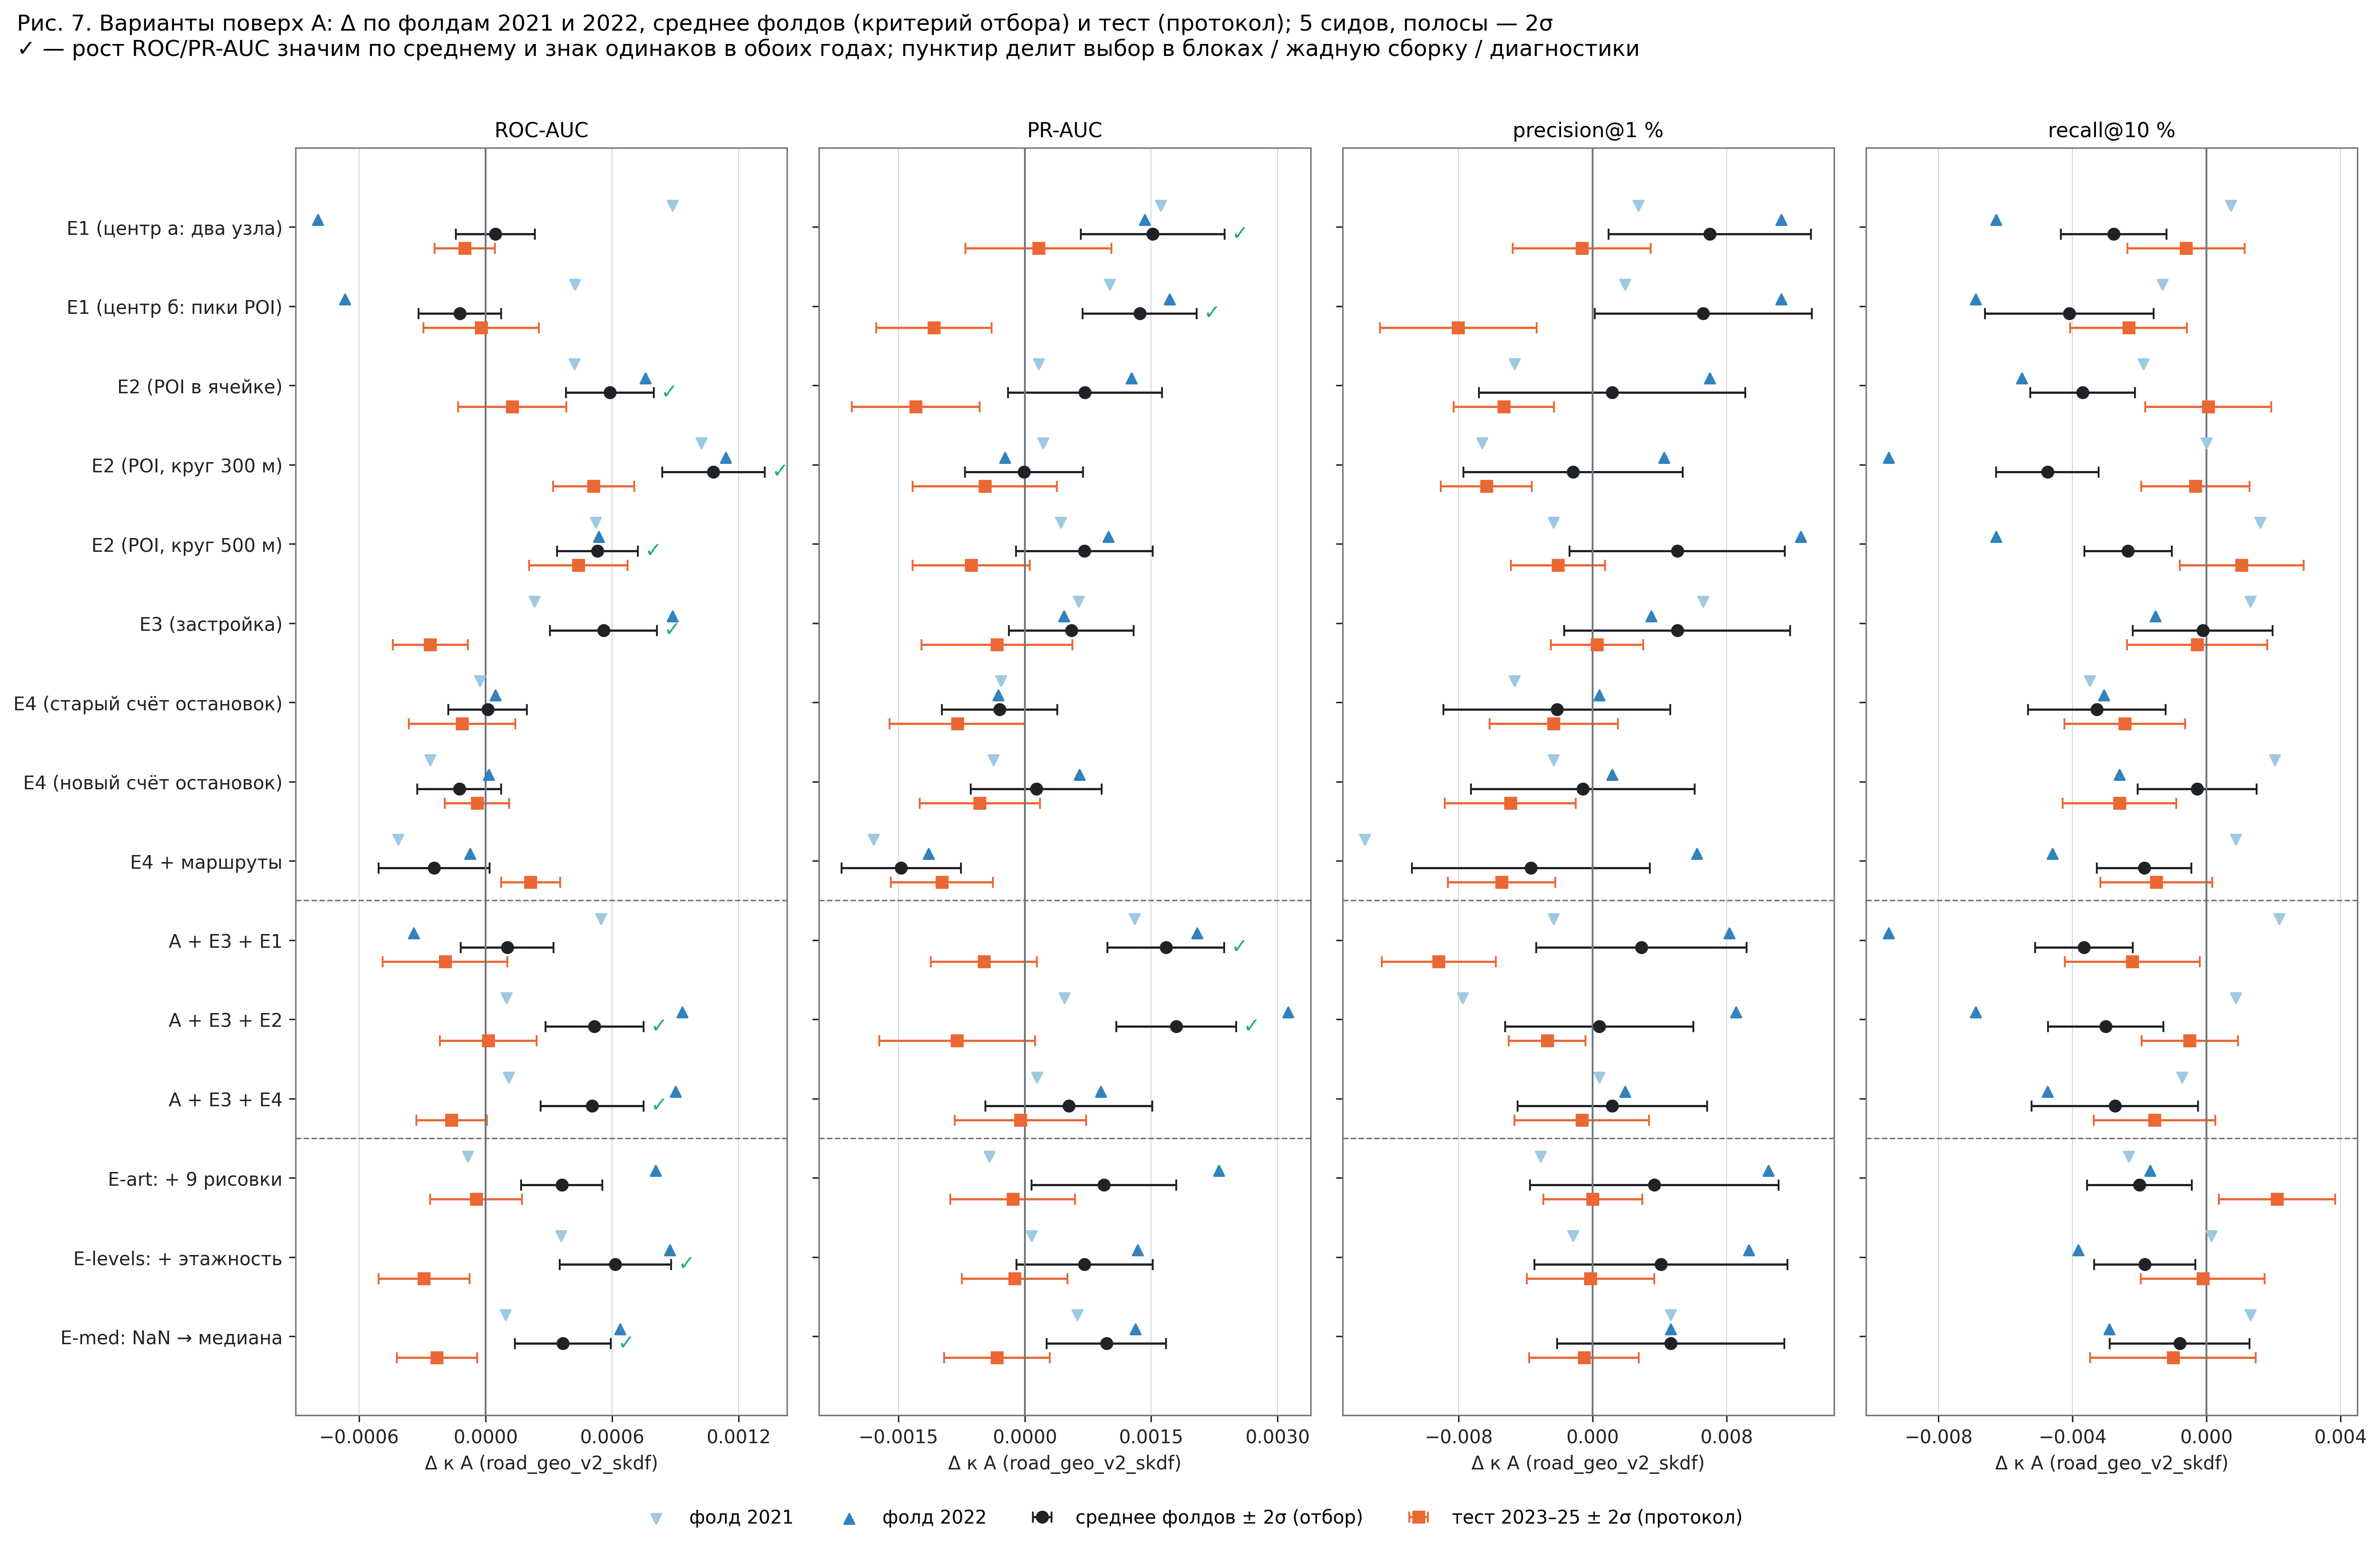 Рис. 7. Варианты поверх A: Δ по фолдам 2021 и 2022, среднее фолдов (критерий отбора) и тест (протокол); 5 сидов, полосы — 2σ
✓ — рост ROC/PR-AUC значим по среднему и знак одинаков в обоих годах; пунктир делит выбор в блоках / жадную сборку / диагностики
ROC-AUC
PR-AUC
precision@1 %
recall@10 %
E1 (центр а: два узла)
E1 (центр б: пики POI)
E2 (POI в ячейке)
E2 (POI, круг 300 м)
E2 (POI, круг 500 м)
E3 (застройка)
E4 (старый счёт остановок)
E4 (новый счёт остановок)
E4 + маршруты
A + E3 + E1
A + E3 + E2
A + E3 + E4
E-art: + 9 рисовки
E-levels: + этажность
E-med: NaN → медиана
−0.0006 0.0000 0.0006 0.0012
−0.0015 0.0000 0.0015 0.0030
−0.008 0.000 0.008
−0.008 −0.004 0.000 0.004
Δ к A (road_geo_v2_skdf)
Δ к A (road_geo_v2_skdf)
Δ к A (road_geo_v2_skdf)
Δ к A (road_geo_v2_skdf)
фолд 2021
фолд 2022
среднее фолдов ± 2σ (отбор)
тест 2023–25 ± 2σ (протокол)